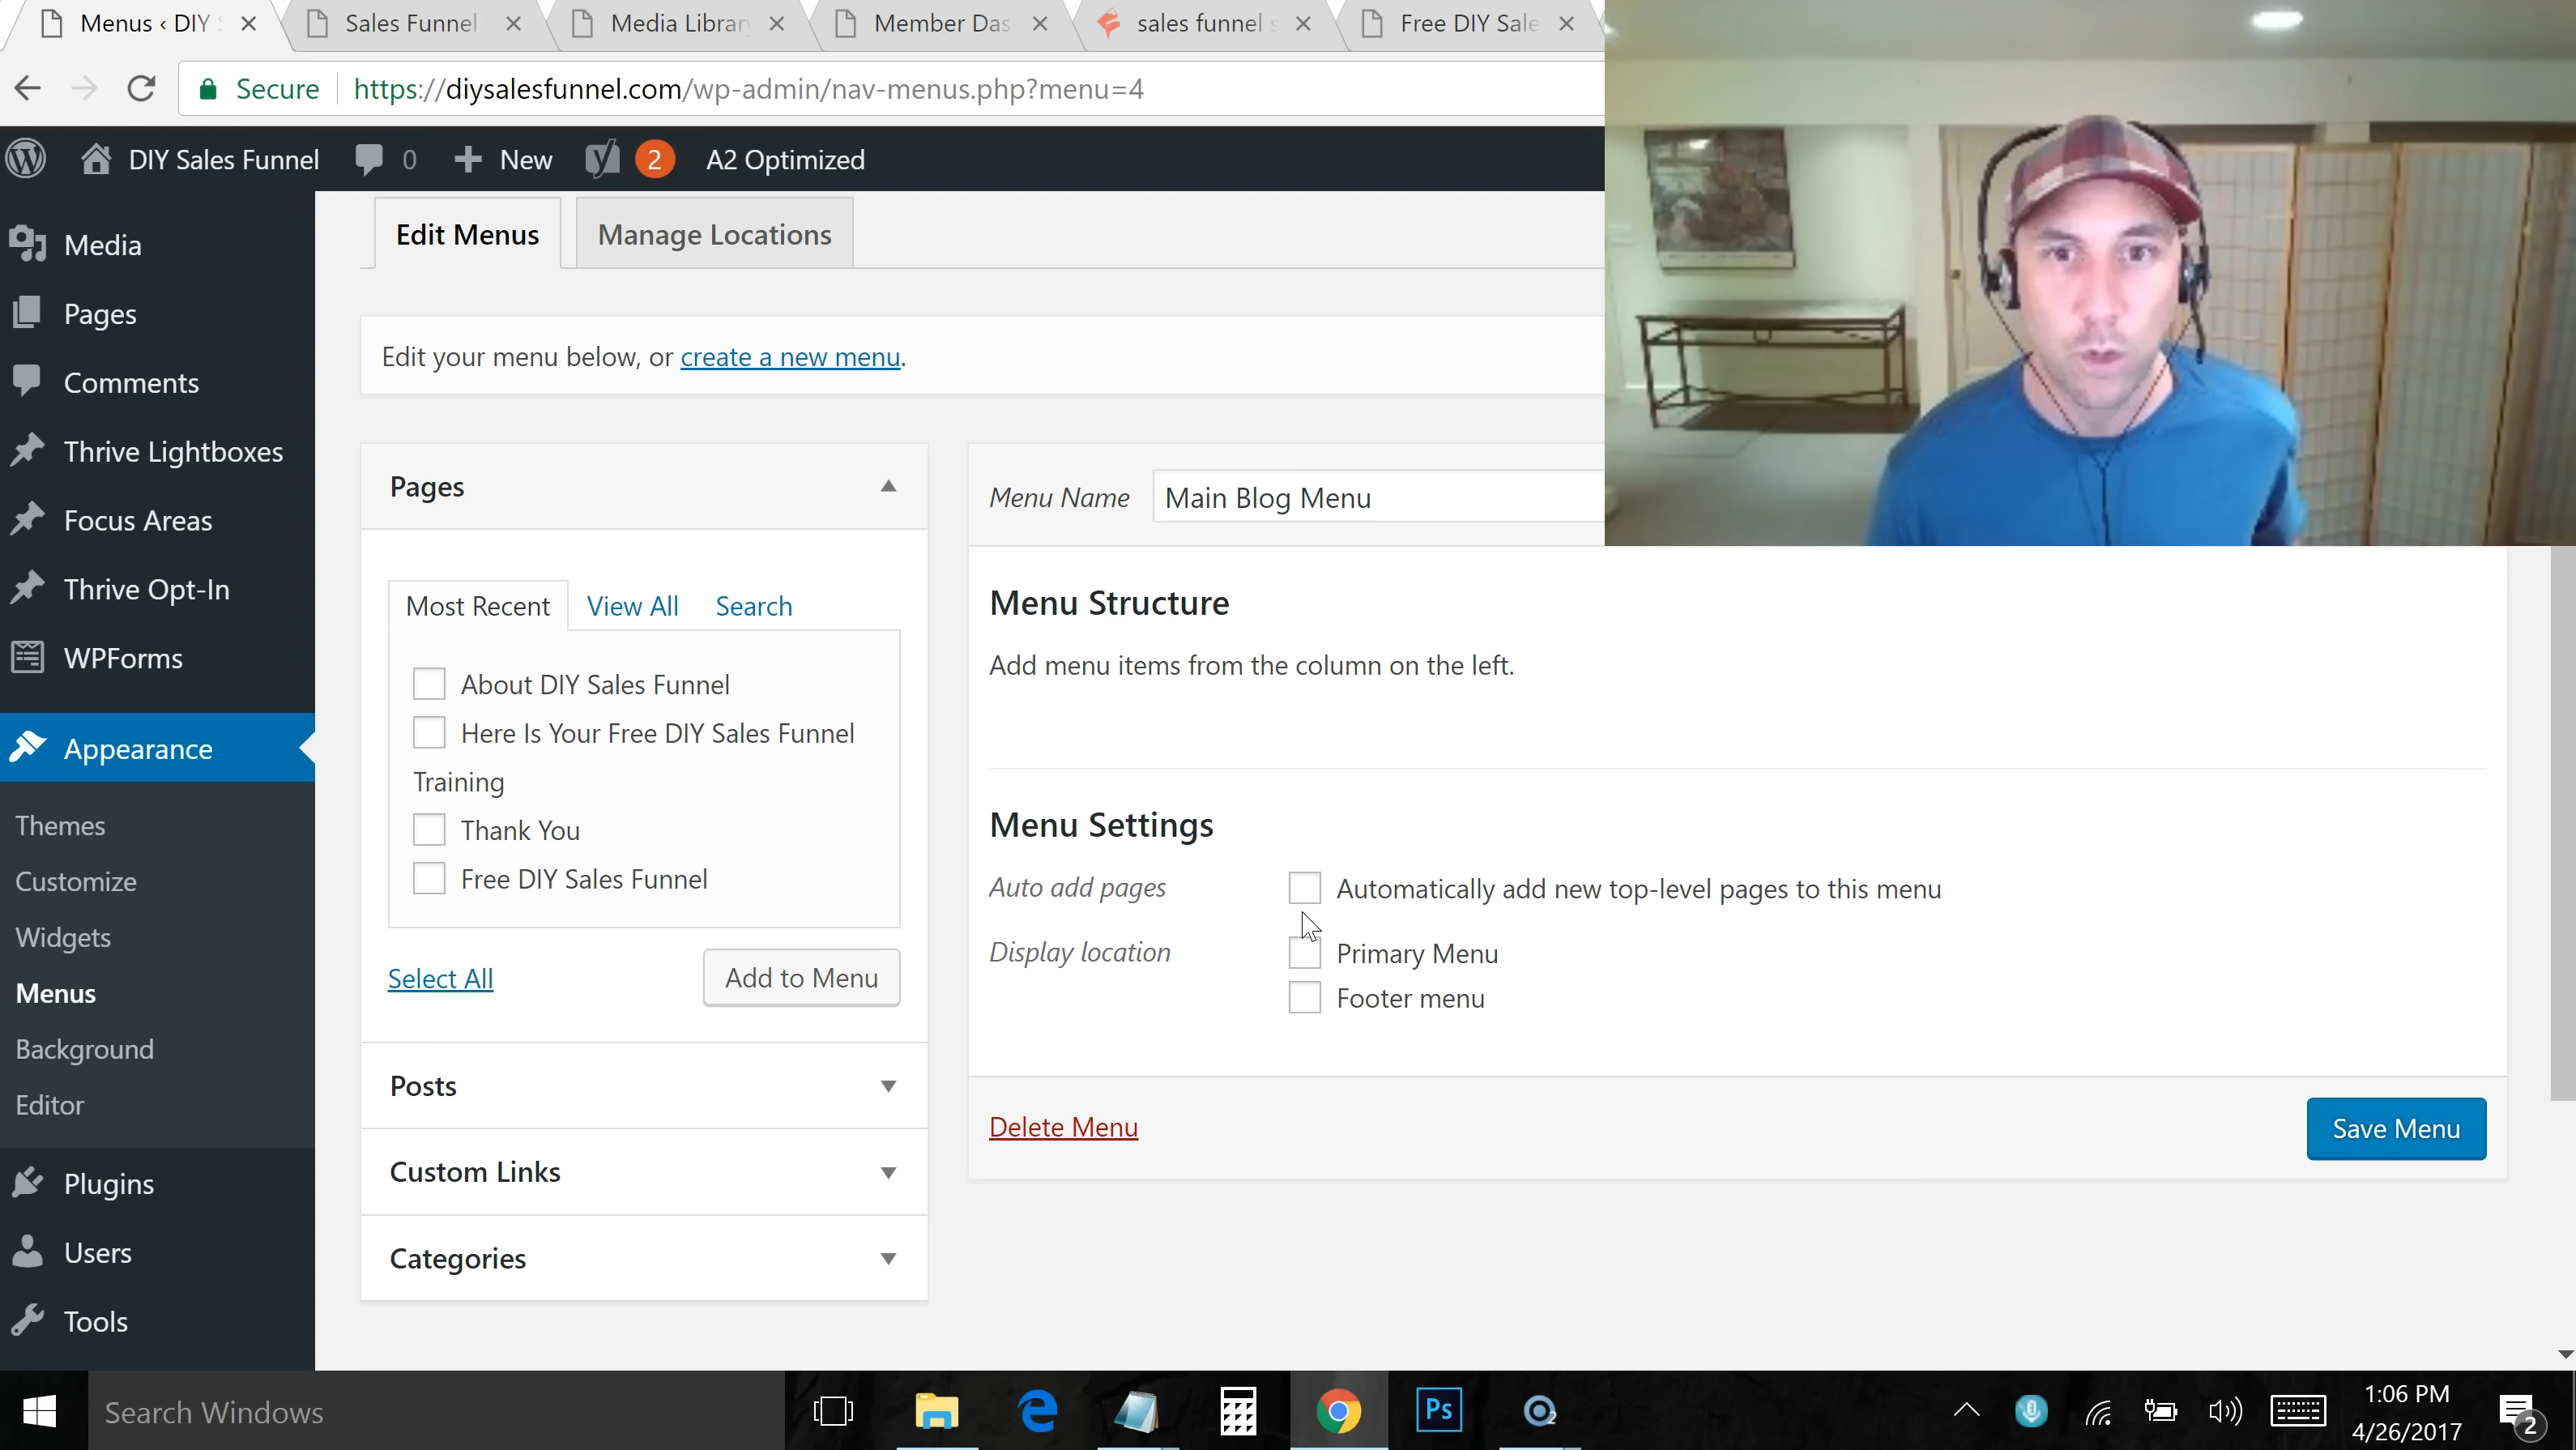 Menus ‹ DIY S
Sales Funnel
Media Library
Member Das
sales funnel s
Free DIY Sale
Secure
https://diysalesfunnel.com/wp-admin/nav-menus.php?menu=4
DIY Sales Funnel
0
New
2
A2 Optimized
Media
Pages
Comments
Thrive Lightboxes
Focus Areas
Thrive Opt-In
WPForms
Appearance
Themes
Customize
Widgets
Menus
Background
Editor
Plugins
Users
Tools
Edit Menus
Manage Locations
Edit your menu below, or create a new menu.
Pages
Most Recent
View All
Search
About DIY Sales Funnel
Here Is Your Free DIY Sales Funnel
Training
Thank You
Free DIY Sales Funnel
Select All
Add to Menu
Posts
Custom Links
Categories
Menu Name
Main Blog Menu
Menu Structure
Add menu items from the column on the left.
Menu Settings
Auto add pages
Automatically add new top-level pages to this menu
Display location
Primary Menu
Footer menu
Delete Menu
Save Menu
Search Windows
Ps
2
1:06 PM
4/26/2017
2